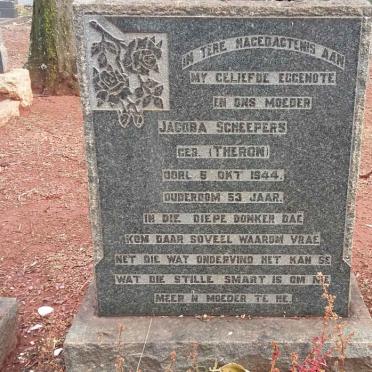 IN TERE NAGEDAGTENIS AAN
MY GELIEFDE EGGENOTE
EN ONS MOEDER
JACOBA SCHEEPERS
GEB. (THERON)
OORL 5 OKT 1944.
OUDERDOM 53 JAAR.
IN DIE DIEPE DONKER DAE
KOM DAAR SOVEEL WAAROM VRAE
NET DIE WAT ONDERVIND HET KAN SÊ
WAT DIE STILLE SMART IS OM NIE
MEER 'N MOEDER TE HE.